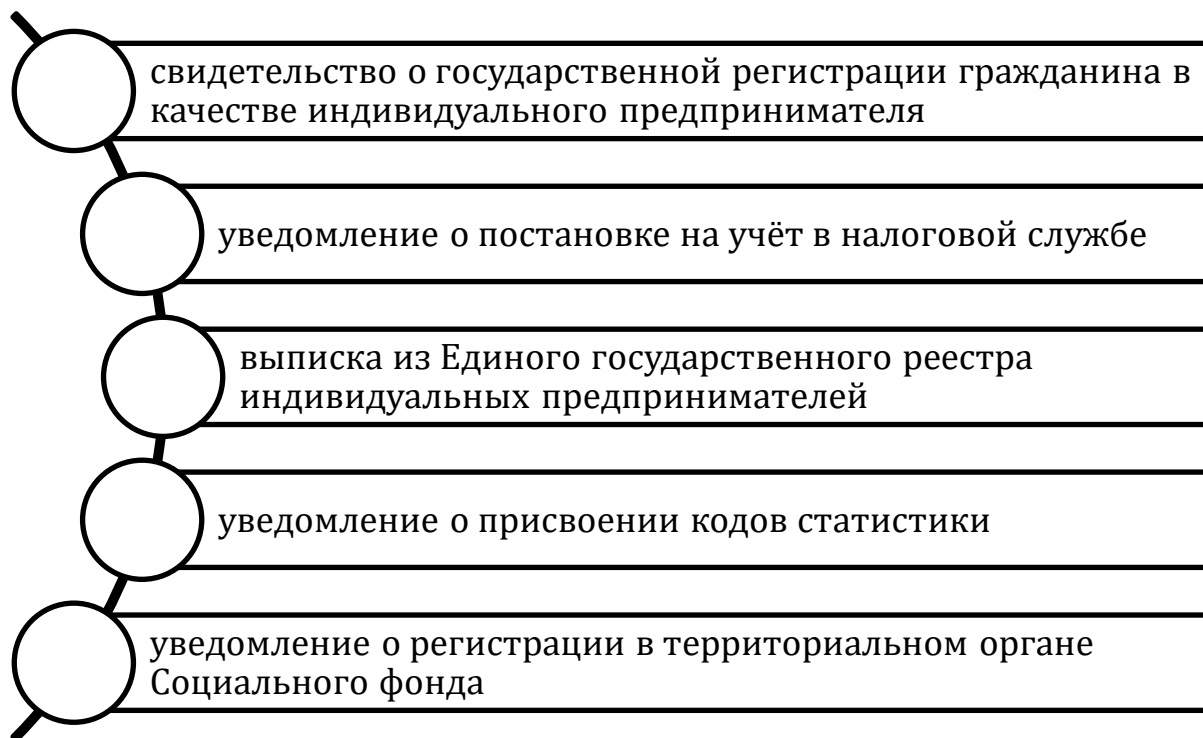 свидетельство о государственной регистрации гражданина в
качестве индивидуального предпринимателя
уведомление о постановке на учёт в налоговой службе
выписка из Единого государственного реестра
индивидуальных предпринимателей
уведомление о присвоении кодов статистики
уведомление о регистрации в территориальном органе
Социального фонда